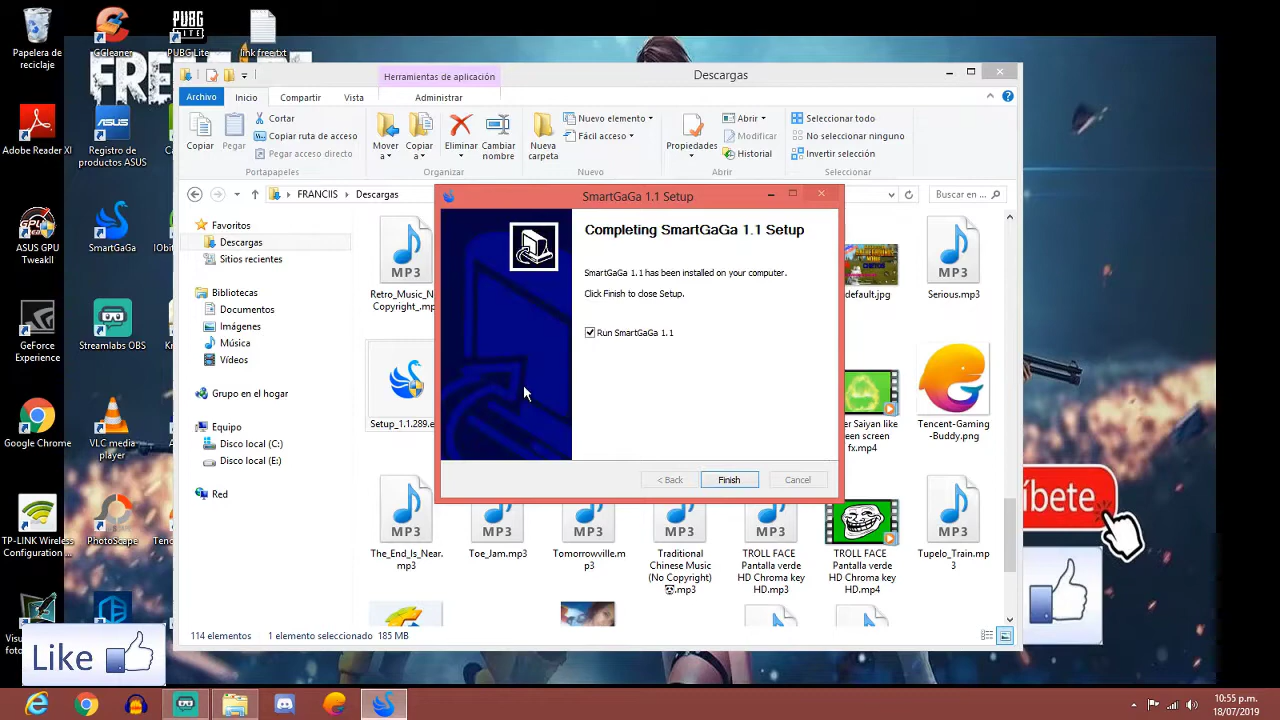 Papelera de
reciclaje
CCleaner
PUBG Lite
link freetxt
PUBG
LITE
FREE
Adobe Reader XI
Registro de
productos ASUS
ASUS GPU
TweakII
SmartGaGa
GeForce
Experience
Streamlabs OBS
Google Chrome
VLC media
player
TP-LINK Wireless
Configuration ...
PhotoScape
Like
Herramientas de aplicación
Descargas
Archivo
Inicio
Compartir
Vista
Administrar
Copiar
Pegar
Cortar
Copiar ruta de acceso
Pegar acceso directo
Portapapeles
Mover
a
Copiar
a
Eliminar
Cambiar
nombre
Organizar
Nueva
carpeta
Nuevo elemento
Fácil acceso
Nuevo
Propiedades
Abrir
Modificar
Historial
Abrir
Seleccionar todo
No seleccionar ninguno
Invertir selección
Seleccionar
FRANCIIS
Descargas
Buscar en ...
Favoritos
Descargas
Sitios recientes
Bibliotecas
Documentos
Imágenes
Música
Vídeos
Grupo en el hogar
Equipo
Disco local (C:)
Disco local (E:)
Red
MP3
Retro_Music_N
Copyright_.mp
Setup_1.1.289.e
default.jpg
MP3
Serious.mp3
er Saiyan like
een screen
fx.mp4
Tencent-Gaming
-Buddy.png
MP3
The_End_Is_Near.
mp3
MP3
Toe_Jam.mp3
MP3
Tomorrowville.m
p3
MP3
Traditional
Chinese Music
(No Copyright)
.mp3
MP3
TROLL FACE
Pantalla verde
HD Chroma key
HD.mp3
TROLL FACE
Pantalla verde
HD Chroma key
HD.mp4
MP3
Tupelo_Train.mp
3
SmartGaGa 1.1 Setup
Completing SmartGaGa 1.1 Setup
SmartGaGa 1.1 has been installed on your computer.
Click Finish to close Setup.
Run SmartGaGa 1.1
< Back
Finish
Cancel
114 elementos
1 elemento seleccionado 185 MB
íbete
10:55 p.m.
18/07/2019